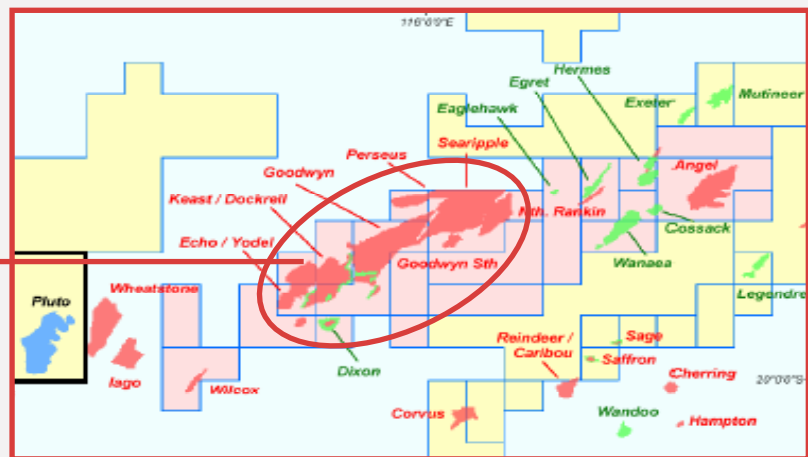 116°0'0"E
Hermes
Egret
Exeter
Mutineer
Eaglehawk
Searipple
Perseus
Angel
Goodwyn
Keast / Dockrell
Nth. Rankin
Cossack
Echo / Yodel
Goodwyn Sth
Wanaea
Wheatstone
Legendre
Pluto
Reindeer /
Caribou
Sage
Saffron
Iago
Dixon
Cherring
20°0'0"S
Wilcox
Corvus
Wandoo
Hampton